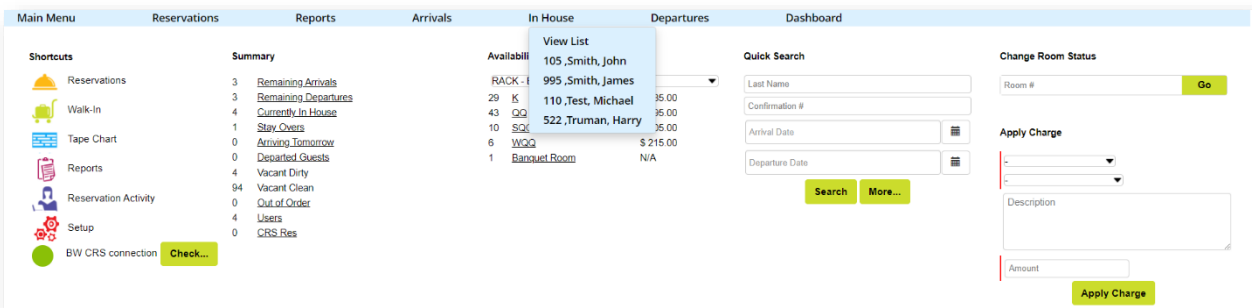 Main Menu Reservations Reports Arrivals In House Departures Dashboard
Shortcuts
Reservations
Walk-In
Tape Chart
Reports
Reservation Activity
Setup
BW CRS connection Check...
Summary
3 Remaining Arrivals
3 Remaining Departures
4 Currently In House
1 Stay Overs
0 Arriving Tomorrow
0 Departed Guests
4 Vacant Dirty
94 Vacant Clean
0 Out of Order
4 Users
0 CRS Res
View List
105 ,Smith, John
995 ,Smith, James
110 ,Test, Michael
522 ,Truman, Harry
RACK -
29 K
43 QQ
10
6 WQQ $ 215.00
1 Banquet Room N/A
Quick Search
Last Name
Confirmation #
Arrival Date
Departure Date
Search More...
Change Room Status
Room # Go
Apply Charge
-
-
Description
Amount
Apply Charge